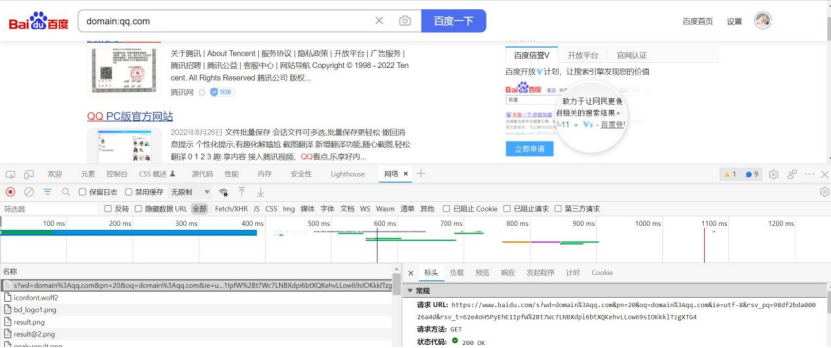 Bai百度 domain:qq.com 百度一下 百度首页 设置
关于腾讯 | About Tencent | 服务协议 | 隐私政策 | 开放平台 | 广告服务 |
腾讯招聘 | 腾讯公益 | 客服中心 | 网站导航 Copyright © 1998 - 2022 Ten
cent. All Rights Reserved 腾讯公司 版权...
腾讯网
QQ PC版官方网站
2022年8月26日 文件批量保存 会话文件可多选,批量保存更轻松 撤回消
息提示 个性化提示,有趣化解尴尬 截图翻译 新增翻译功能,随心截图,轻松
翻译 0 1 2 3 趣·享内容 接入腾讯视频、QQ看点,乐享好内...
百度信誉V 开放平台 官网认证
百度开放V计划，让搜索引擎发现您的价值
致力于让网民更便
到相关的搜索结果。
立即申请
欢迎 元素 控制台 CSS 概述 源代码 性能 内存 安全性 Lighthouse 网络 1 9
保留日志 禁用缓存 无限制
筛选器 反转 隐藏数据 URL 全部 Fetch/XHR JS CSS Img 媒体 字体 文档 WS Wasm 清单 其他 已阻止 Cookie 已阻止请求 第三方请求
100 ms 200 ms 300 ms 400 ms 500 ms 600 ms 700 ms 800 ms 900 ms 1000 ms 1100 ms 1200 ms
名称
s?wd=domain%3Aqq.com&pn=20&oq=domain%3Aqq.com&ie=u...1IpfW%2Bt7Wc7LNBXdpi6btXQKehvLLow69sIOKkklTzg
iconfont.woff2
bd_logo1.png
result.png
result@2.png
标头 负载 预览 响应 发起程序 计时 Cookie
常规
请求 URL: https://www.baidu.com/s?wd=domain%3Aqq.com&pn=20&oq=domain%3Aqq.com&ie=utf-8&rsv_pq=98df2bda000
26a4d&rsv_t=62e4oH5PyEhE1IpfW%2Bt7Wc7LNBXdpi6btXQKehvLLow69sIOKkklTzgXTG4
请求方法: GET
状态代码: 200 OK